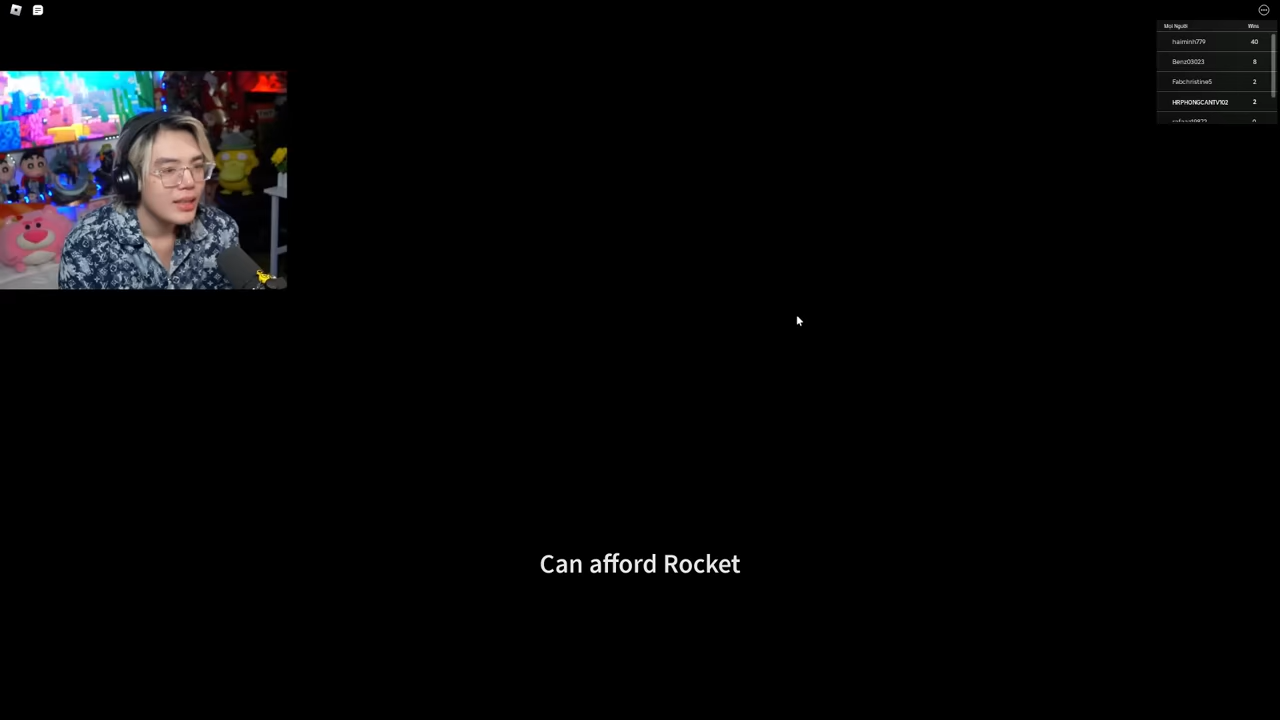 Mọi Người Wins
haiminh779 40
Benz03023 8
Fabchristine5 2
HRPHONGCANTV102 2
Can afford Rocket